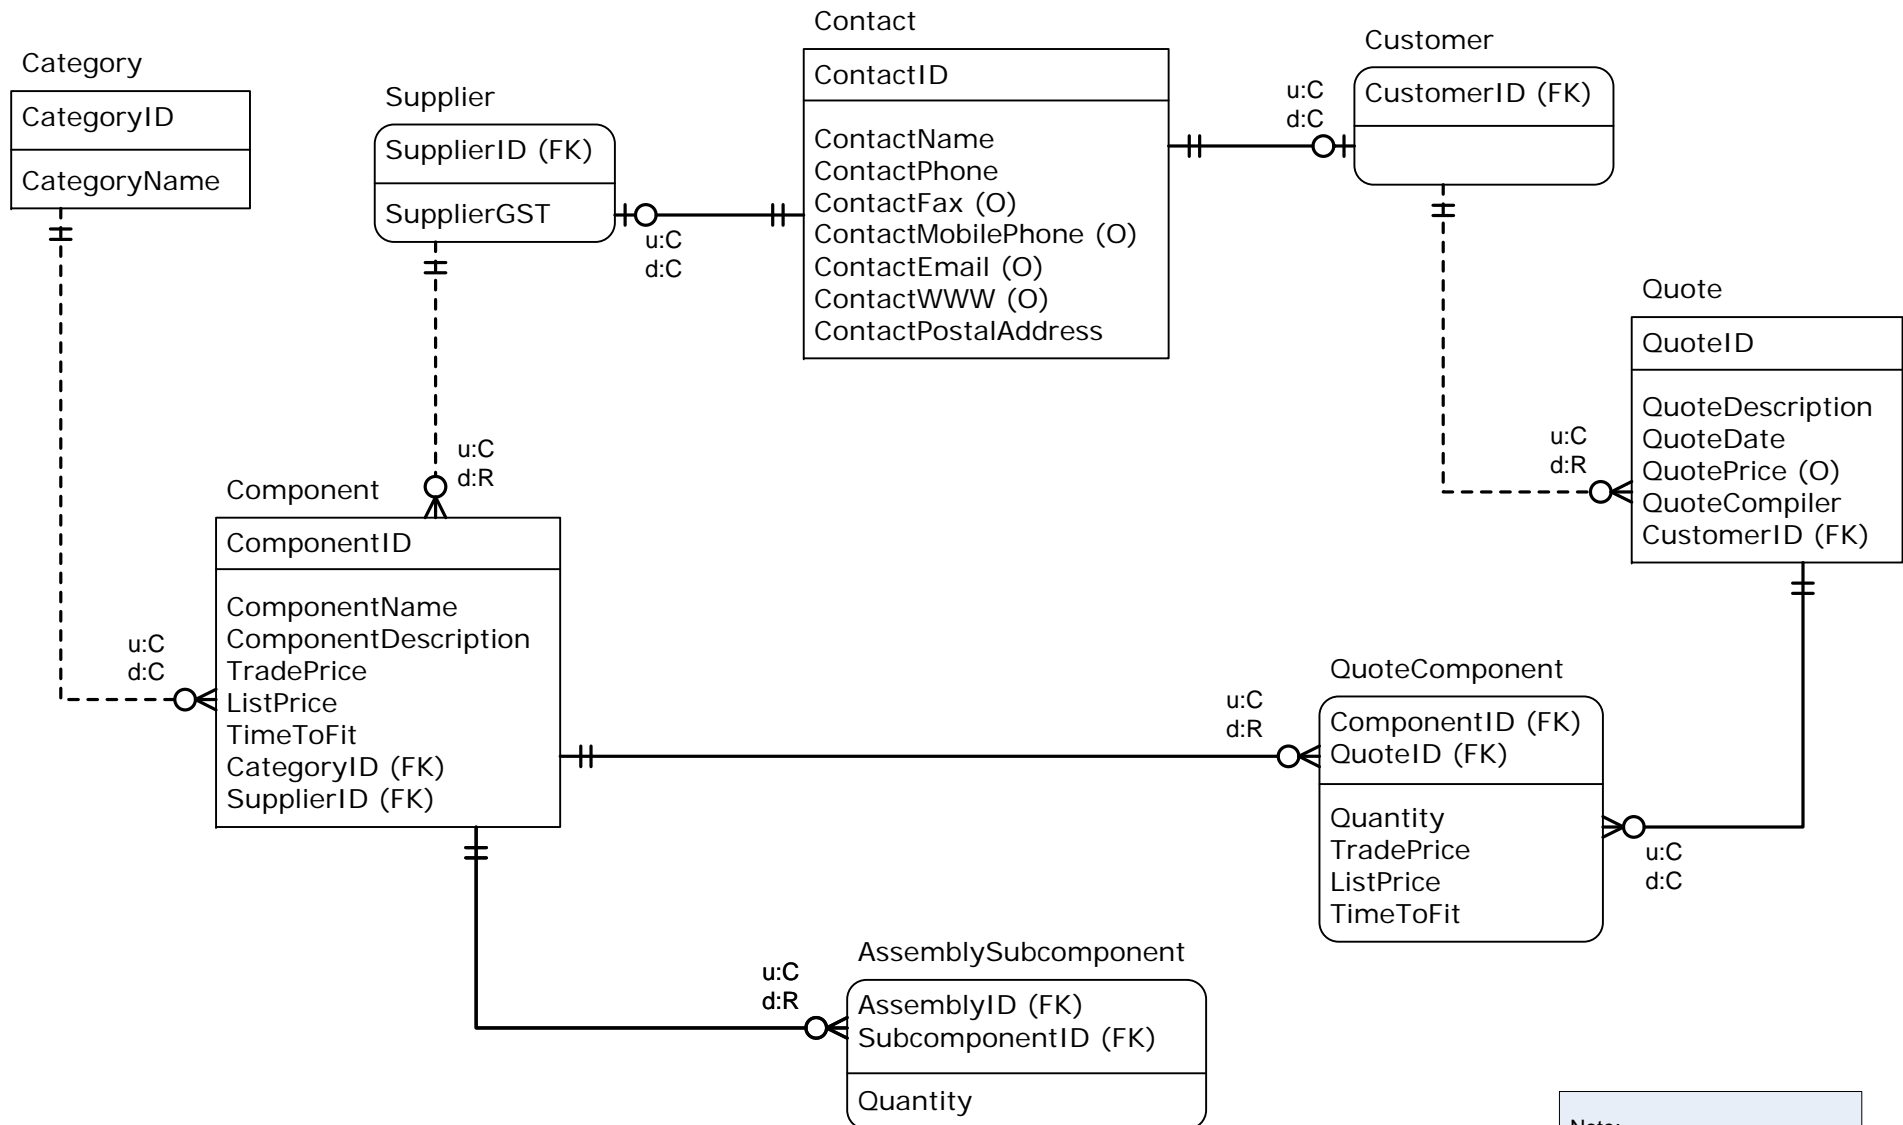 Contact
ContactID
ContactName
ContactPhone
ContactFax (O)
ContactMobilePhone (O)
ContactEmail (O)
ContactWWW (O)
ContactPostalAddress
Customer
CustomerID (FK)
u:C
d:C
Category
CategoryID
CategoryName
Supplier
SupplierID (FK)
SupplierGST
u:C
d:C
Quote
QuoteID
QuoteDescription
QuoteDate
QuotePrice (O)
QuoteCompiler
CustomerID (FK)
u:C
d:R
u:C
d:R
Component
ComponentID
ComponentName
ComponentDescription
TradePrice
ListPrice
TimeToFit
CategoryID (FK)
SupplierID (FK)
u:C
d:C
u:C
d:R
QuoteComponent
ComponentID (FK)
QuoteID (FK)
Quantity
TradePrice
ListPrice
TimeToFit
u:C
d:C
u:C
d:R
AssemblySubcomponent
AssemblyID (FK)
SubcomponentID (FK)
Quantity
Note: